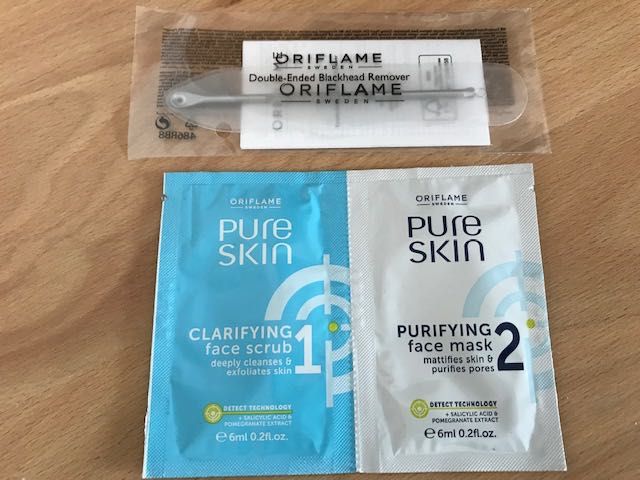 ORIFLAME
SWEDEN
Double-Ended Blackhead Remover
ORIFLAME
SWEDEN
486RB8
ORIFLAME
SWEDEN
PURE
SKIN
CLARIFYING
face scrub
1
deeply cleanses &
exfoliates skin
DETECT TECHNOLOGY
+ SALICYLIC ACID &
POMEGRANATE EXTRACT
℮ 6ml 0.2fl.oz.
ORIFLAME
SWEDEN
PURE
SKIN
PURIFYING
face mask
2
mattifies skin &
purifies pores
DETECT TECHNOLOGY
+ SALICYLIC ACID &
POMEGRANATE EXTRACT
℮ 6ml 0.2fl.oz.